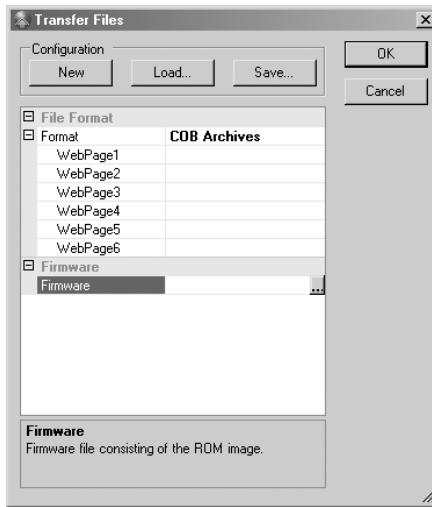 Transfer Files
Configuration
New Load... Save...
OK
Cancel
File Format
Format COB Archives
WebPage1
WebPage2
WebPage3
WebPage4
WebPage5
WebPage6
Firmware
Firmware ...
Firmware
Firmware file consisting of the ROM image.